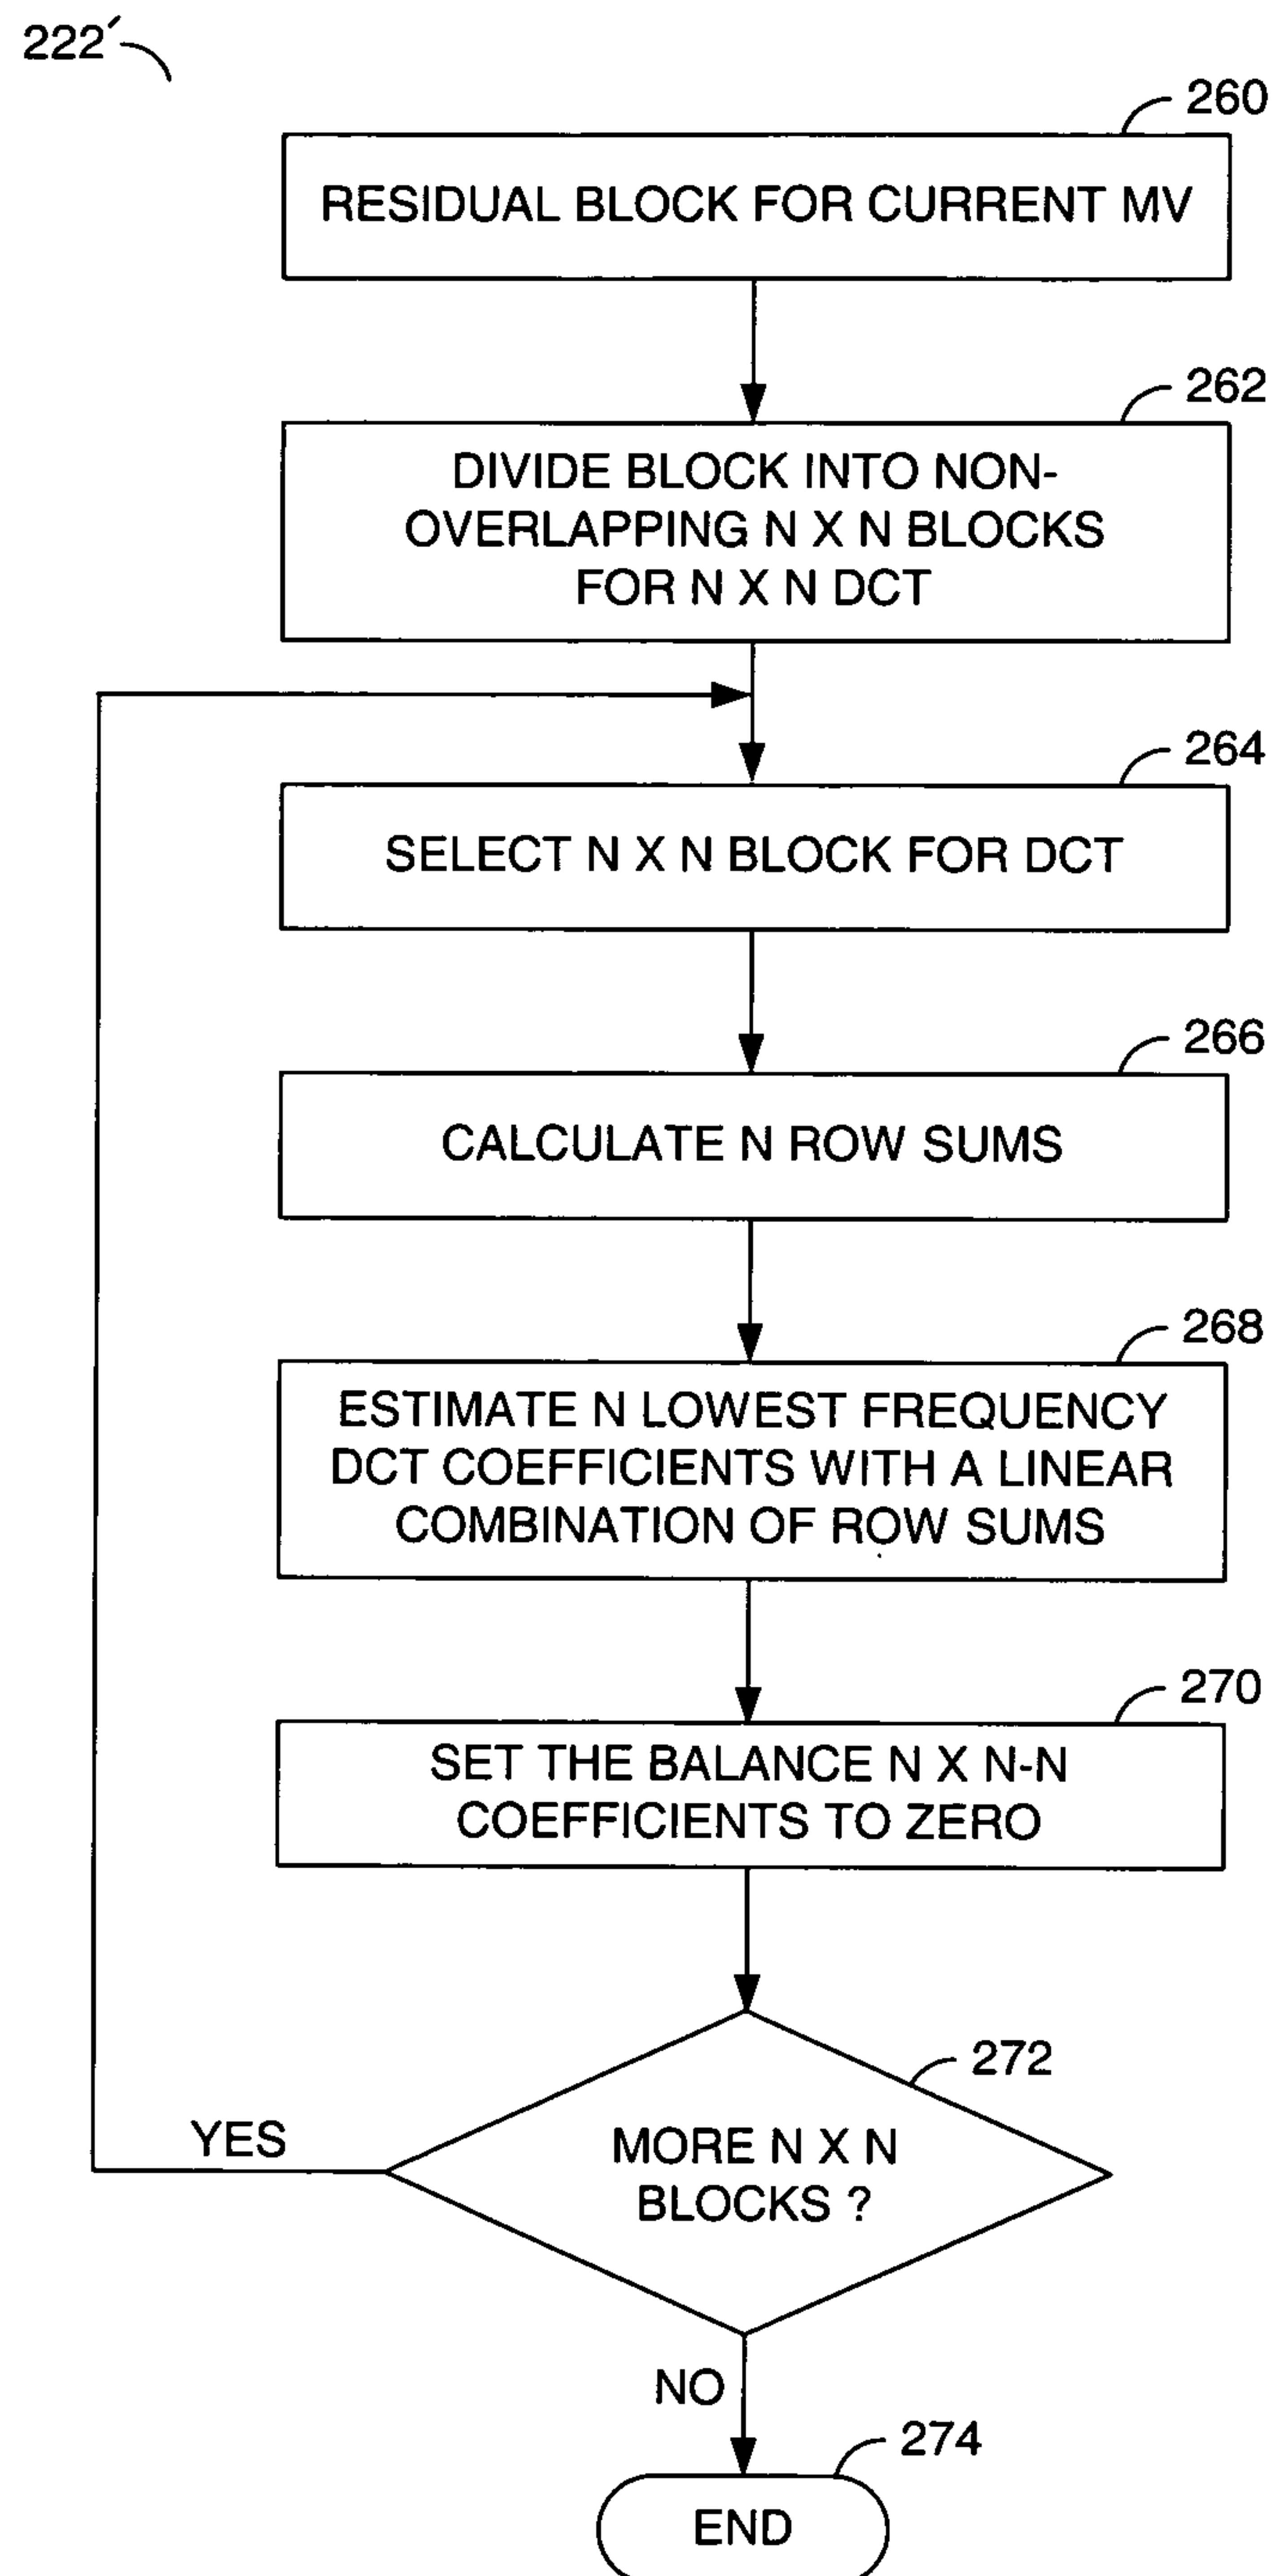 222′
260
RESIDUAL BLOCK FOR CURRENT MV
262
DIVIDE BLOCK INTO NON-
OVERLAPPING N X N BLOCKS
FOR N X N DCT
264
SELECT N X N BLOCK FOR DCT
266
CALCULATE N ROW SUMS
268
ESTIMATE N LOWEST FREQUENCY
DCT COEFFICIENTS WITH A LINEAR
COMBINATION OF ROW SUMS
270
SET THE BALANCE N X N-N
COEFFICIENTS TO ZERO
272
MORE N X N
BLOCKS ?
YES
NO
274
END